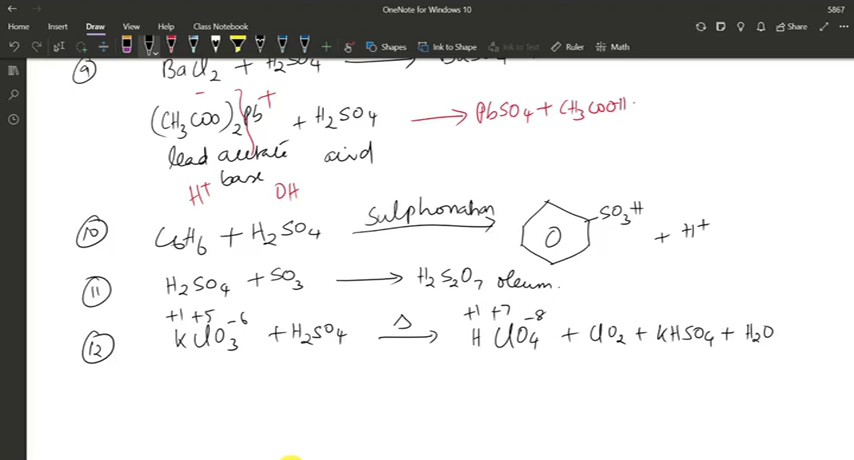 OneNote for Windows 10
5867
Home Insert Draw View Help Class Notebook
Share
Shapes Ink to Shape Ink to Text Ruler Math
9 BaCl2 + H2SO4
(CH3COO)2Pb + H2SO4 PbSO4 + CH3COOH.
- +
lead acetate acid
base
H+ OH
10 C6H6 + H2SO4 Sulphonation SO3H + H+
11 H2SO4 + SO3 H2S2O7 oleum.
+1 +5 -6 +1 +7 -8
12 KClO3 + H2SO4 Δ HClO4 + ClO2 + KHSO4 + H2O